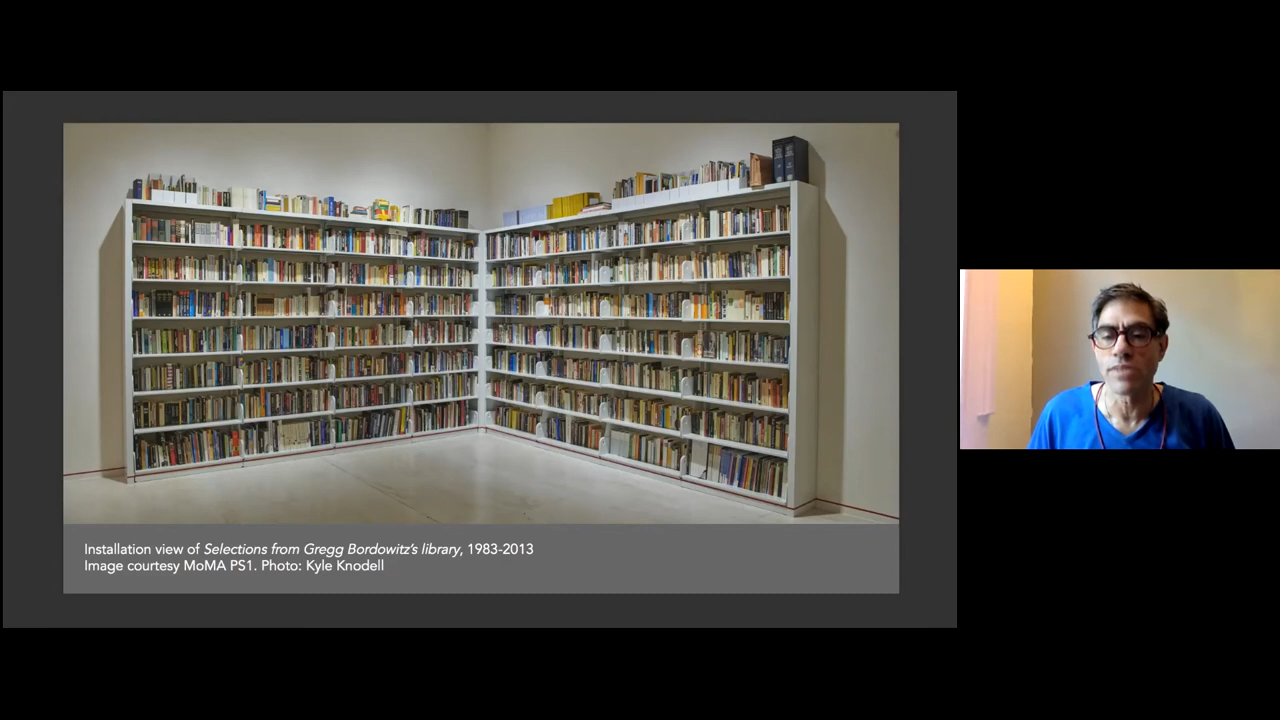 Installation view of Selections from Gregg Bordowitz's library, 1983-2013
Image courtesy MoMA PS1. Photo: Kyle Knodell